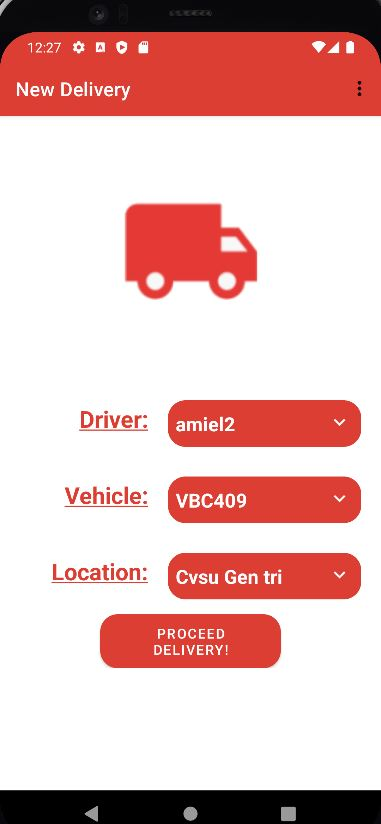 12:27
New Delivery
Driver:
amiel2
Vehicle:
VBC409
Location:
Cvsu Gen tri
PROCEED
DELIVERY!